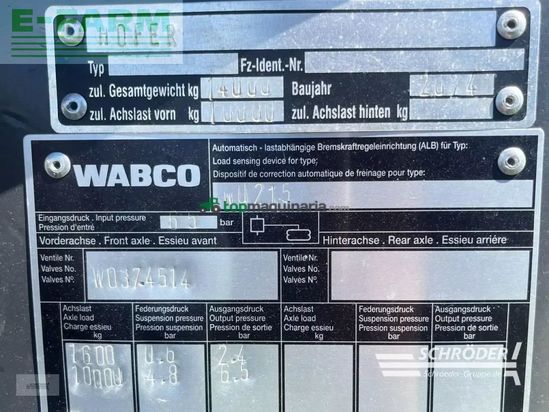 E-FARM
HOFER
Typ
Fz-Ident.-Nr.
zul. Gesamtgewicht kg 14000 Baujahr 2014
zul. Achslast vorn kg 10000 zul. Achslast hinten kg
WABCO
Automatisch - lastabhängige Bremskraftregeleinrichtung (ALB) für Typ:
Load sensing device for type;
Dispositif de correction automatique de freinage pour type:
topmaquinaria.com
Eingangsdruck . Input pressure
Pression d'entré
6.5 bar
Vorderachse . Front axle . Essieu avant
Hinterachse . Rear axle . Essieu arriére
Ventile Nr.
Valves No.
Valves N°.
W0374514
Ventile Nr.
Valves No.
Valves N°.
Achslast
Axle load
Charge essieu
kg
Federungsdruck
Suspension pressure
Pression suspension
bar
Ausgangsdruck
Output pressure
Pression de sortie
bar
Achslast
Axle load
Charge essieu
kg
Federungsdruck
Suspension pressure
Pression suspension
bar
Ausgangsdruck
Output pressure
Pression de sortie
bar
1600 0.6 2.4
10000 4.8 6.5
SCHRÖDER
Landmaschinen